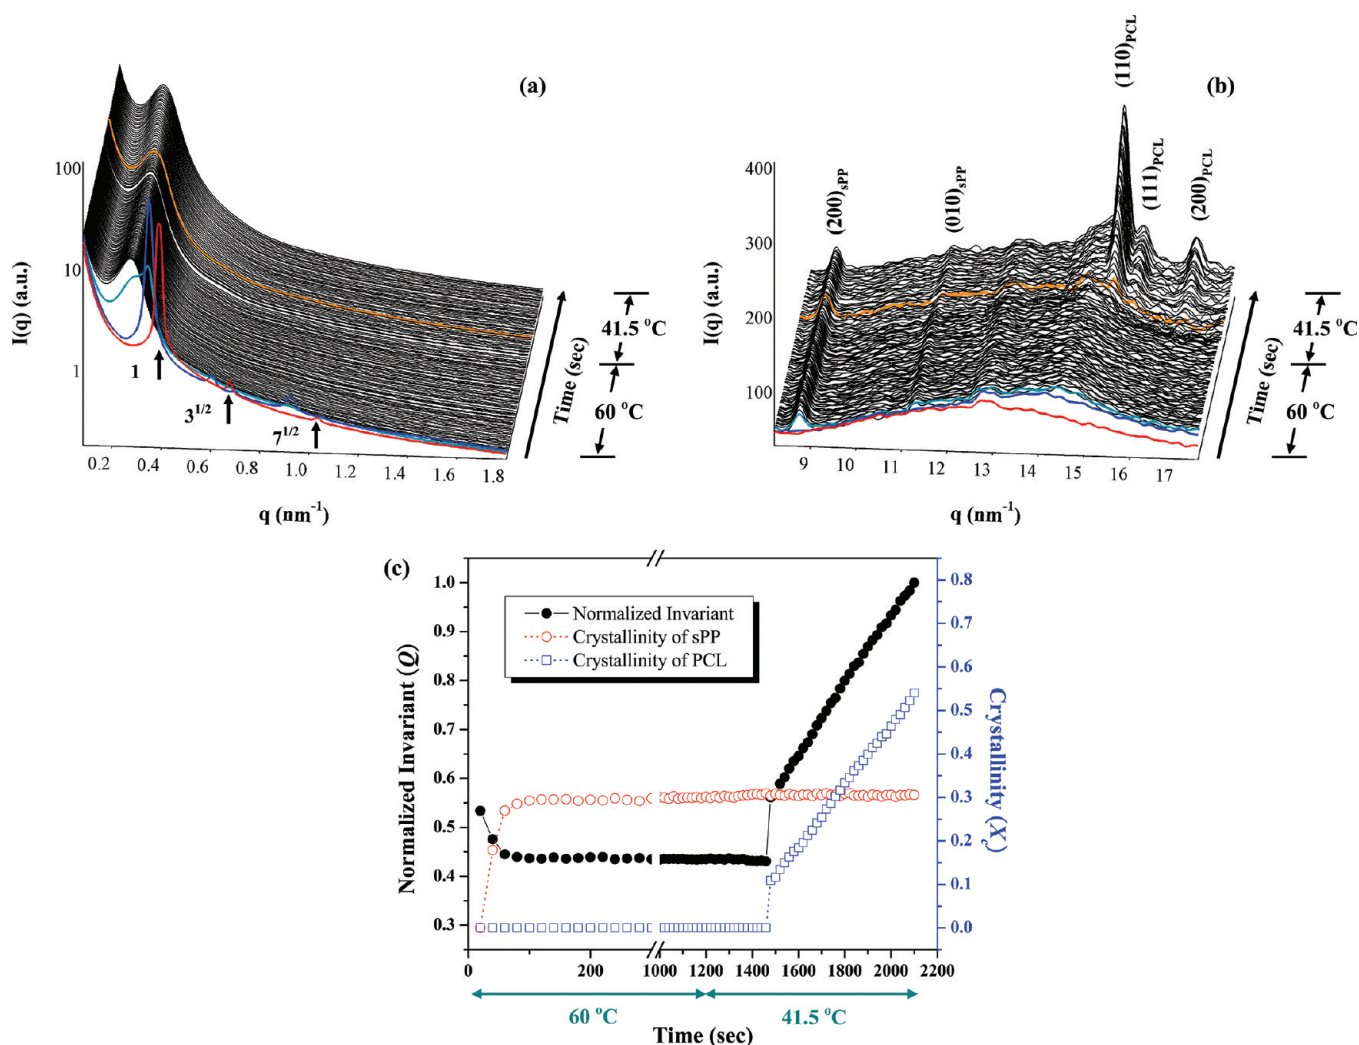 (a)
I(q) (a.u.)
100
10
1
1
3^1/2
7^1/2
0.2 0.4 0.6 0.8 1.0 1.2 1.4 1.6 1.8
q (nm^-1)
Time (sec)
41.5 °C
60 °C
(b)
I(q) (a.u.)
400
300
200
100
(200)sPP
(010)sPP
(110)PCL
(111)PCL
(200)PCL
9 10 11 12 13 14 15 16 17
q (nm^-1)
Time (sec)
41.5 °C
60 °C
(c)
Normalized Invariant (Q)
1.0
0.9
0.8
0.7
0.6
0.5
0.4
0.3
Normalized Invariant
Crystallinity of sPP
Crystallinity of PCL
0.8
0.7
0.6
0.5
0.4
0.3
0.2
0.1
0.0
Crystallinity (Xc)
0 200 1000 1200 1400 1600 1800 2000 2200
60 °C 41.5 °C
Time (sec)